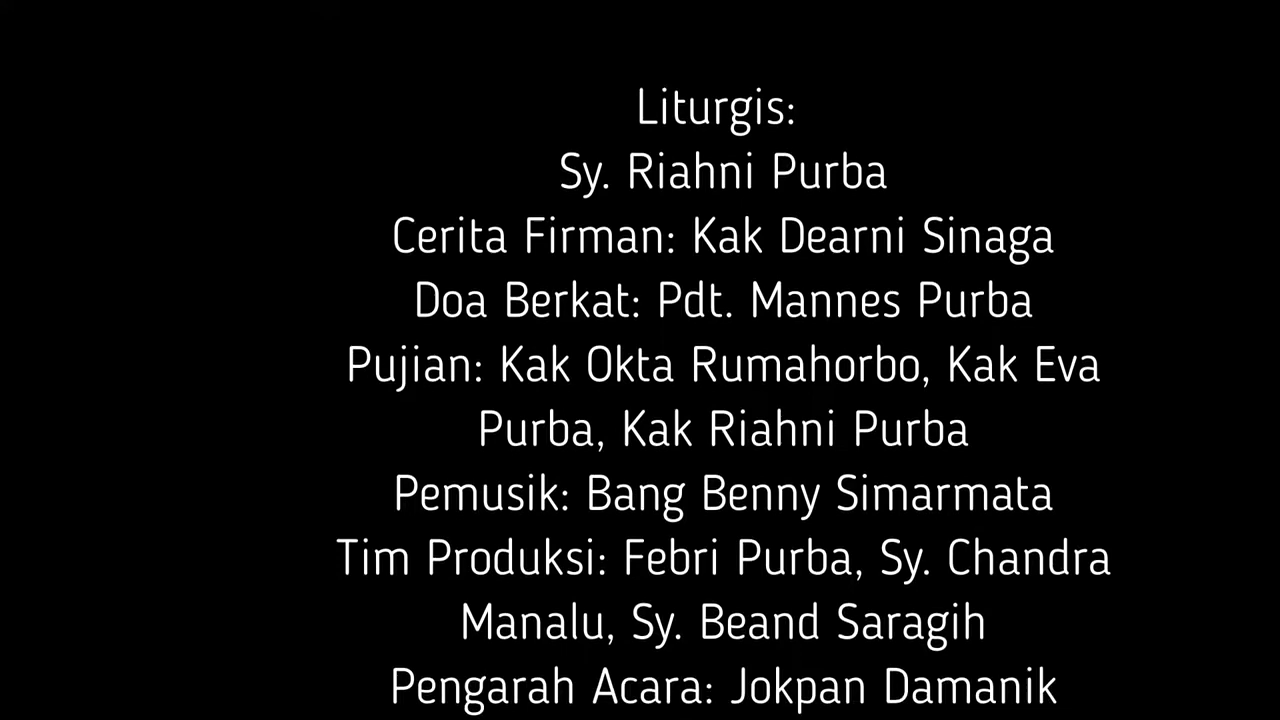 Liturgis:
Sy. Riahni Purba
Cerita Firman: Kak Dearni Sinaga
Doa Berkat: Pdt. Mannes Purba
Pujian: Kak Okta Rumahorbo, Kak Eva
Purba, Kak Riahni Purba
Pemusik: Bang Benny Simarmata
Tim Produksi: Febri Purba, Sy. Chandra
Manalu, Sy. Beand Saragih
Pengarah Acara: Jokpan Damanik